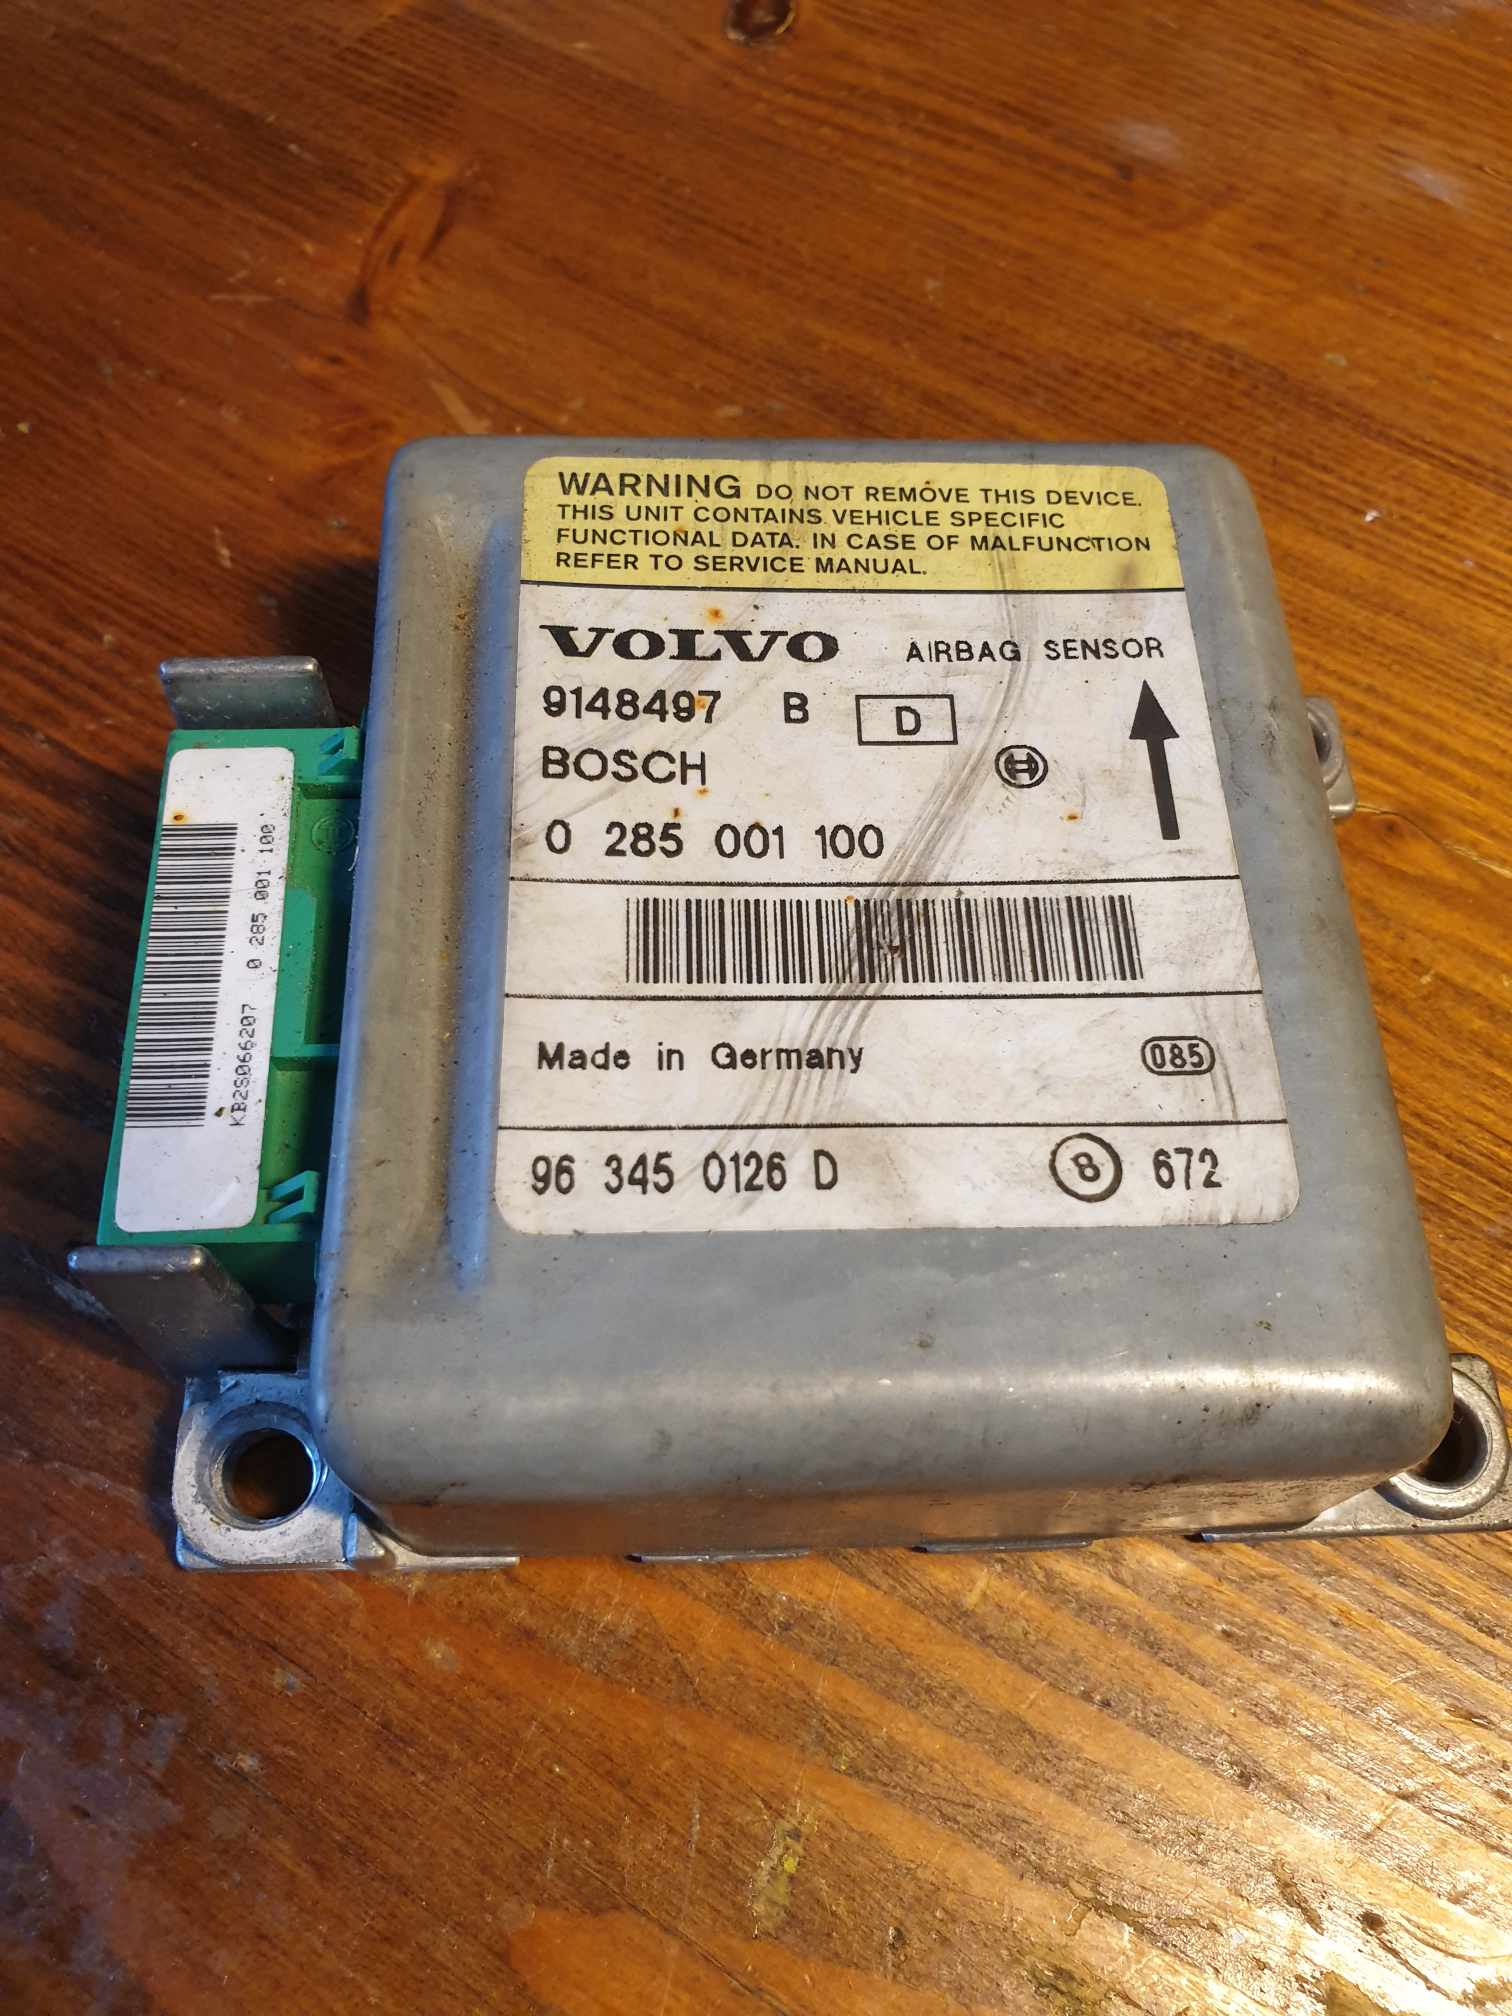 WARNING DO NOT REMOVE THIS DEVICE.
THIS UNIT CONTAINS VEHICLE SPECIFIC
FUNCTIONAL DATA. IN CASE OF MALFUNCTION
REFER TO SERVICE MANUAL.
VOLVO AIRBAG SENSOR
9148497 B D
BOSCH
0 285 001 100
Made in Germany 085
96 345 0126 D 8 672
KB2S066207 0 285 001 100